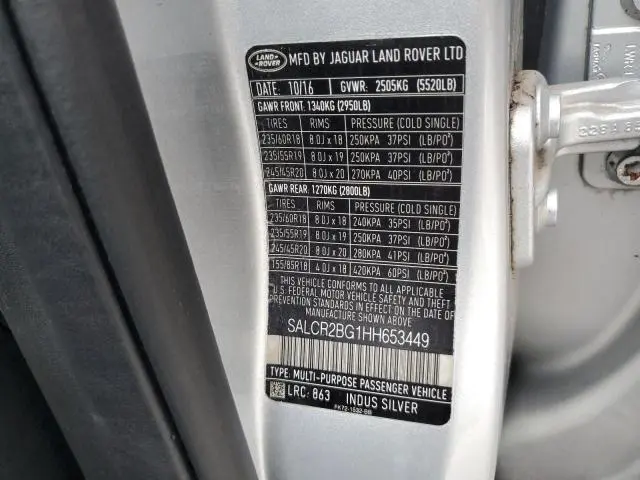 LAND ROVER
MFD BY JAGUAR LAND ROVER LTD
DATE: 10/16 GVWR: 2505KG (5520LB)
GAWR FRONT: 1340KG (2950LB)
TIRES RIMS PRESSURE (COLD SINGLE)
235/60R18 8.0J x 18 250KPA 37PSI (LB/PO²)
235/55R19 8.0J x 19 250KPA 37PSI (LB/PO²)
245/45R20 8.0J x 20 270KPA 40PSI (LB/PO²)
GAWR REAR: 1270KG (2800LB)
TIRES RIMS PRESSURE (COLD SINGLE)
235/60R18 8.0J x 18 240KPA 35PSI (LB/PO²)
235/55R19 8.0J x 19 250KPA 37PSI (LB/PO²)
245/45R20 8.0J x 20 280KPA 41PSI (LB/PO²)
155/85R18 4.0J x 18 420KPA 60PSI (LB/PO²)
THIS VEHICLE CONFORMS TO ALL APPLICABLE
U.S. FEDERAL MOTOR VEHICLE SAFETY AND THEFT
PREVENTION STANDARDS IN EFFECT ON THE DATE OF
MANUFACTURE SHOWN ABOVE
SALCR2BG1HH653449
TYPE: MULTI-PURPOSE PASSENGER VEHICLE
LRC: 863 INDUS SILVER
FK72-1532-BB